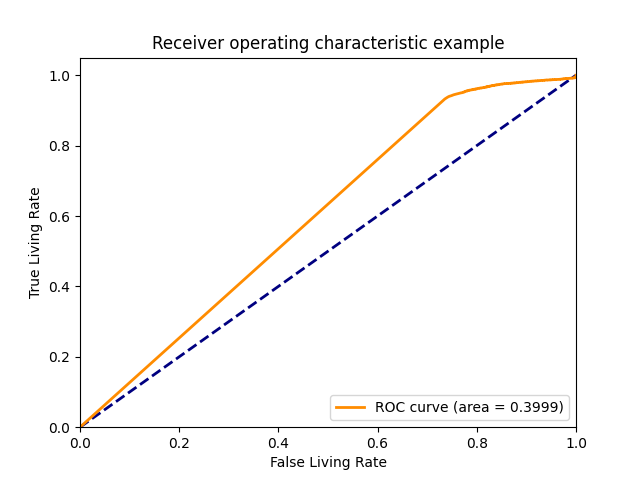 Receiver operating characteristic example
True Living Rate
1.0
0.8
0.6
0.4
0.2
0.0
ROC curve (area = 0.3999)
0.0 0.2 0.4 0.6 0.8 1.0
False Living Rate